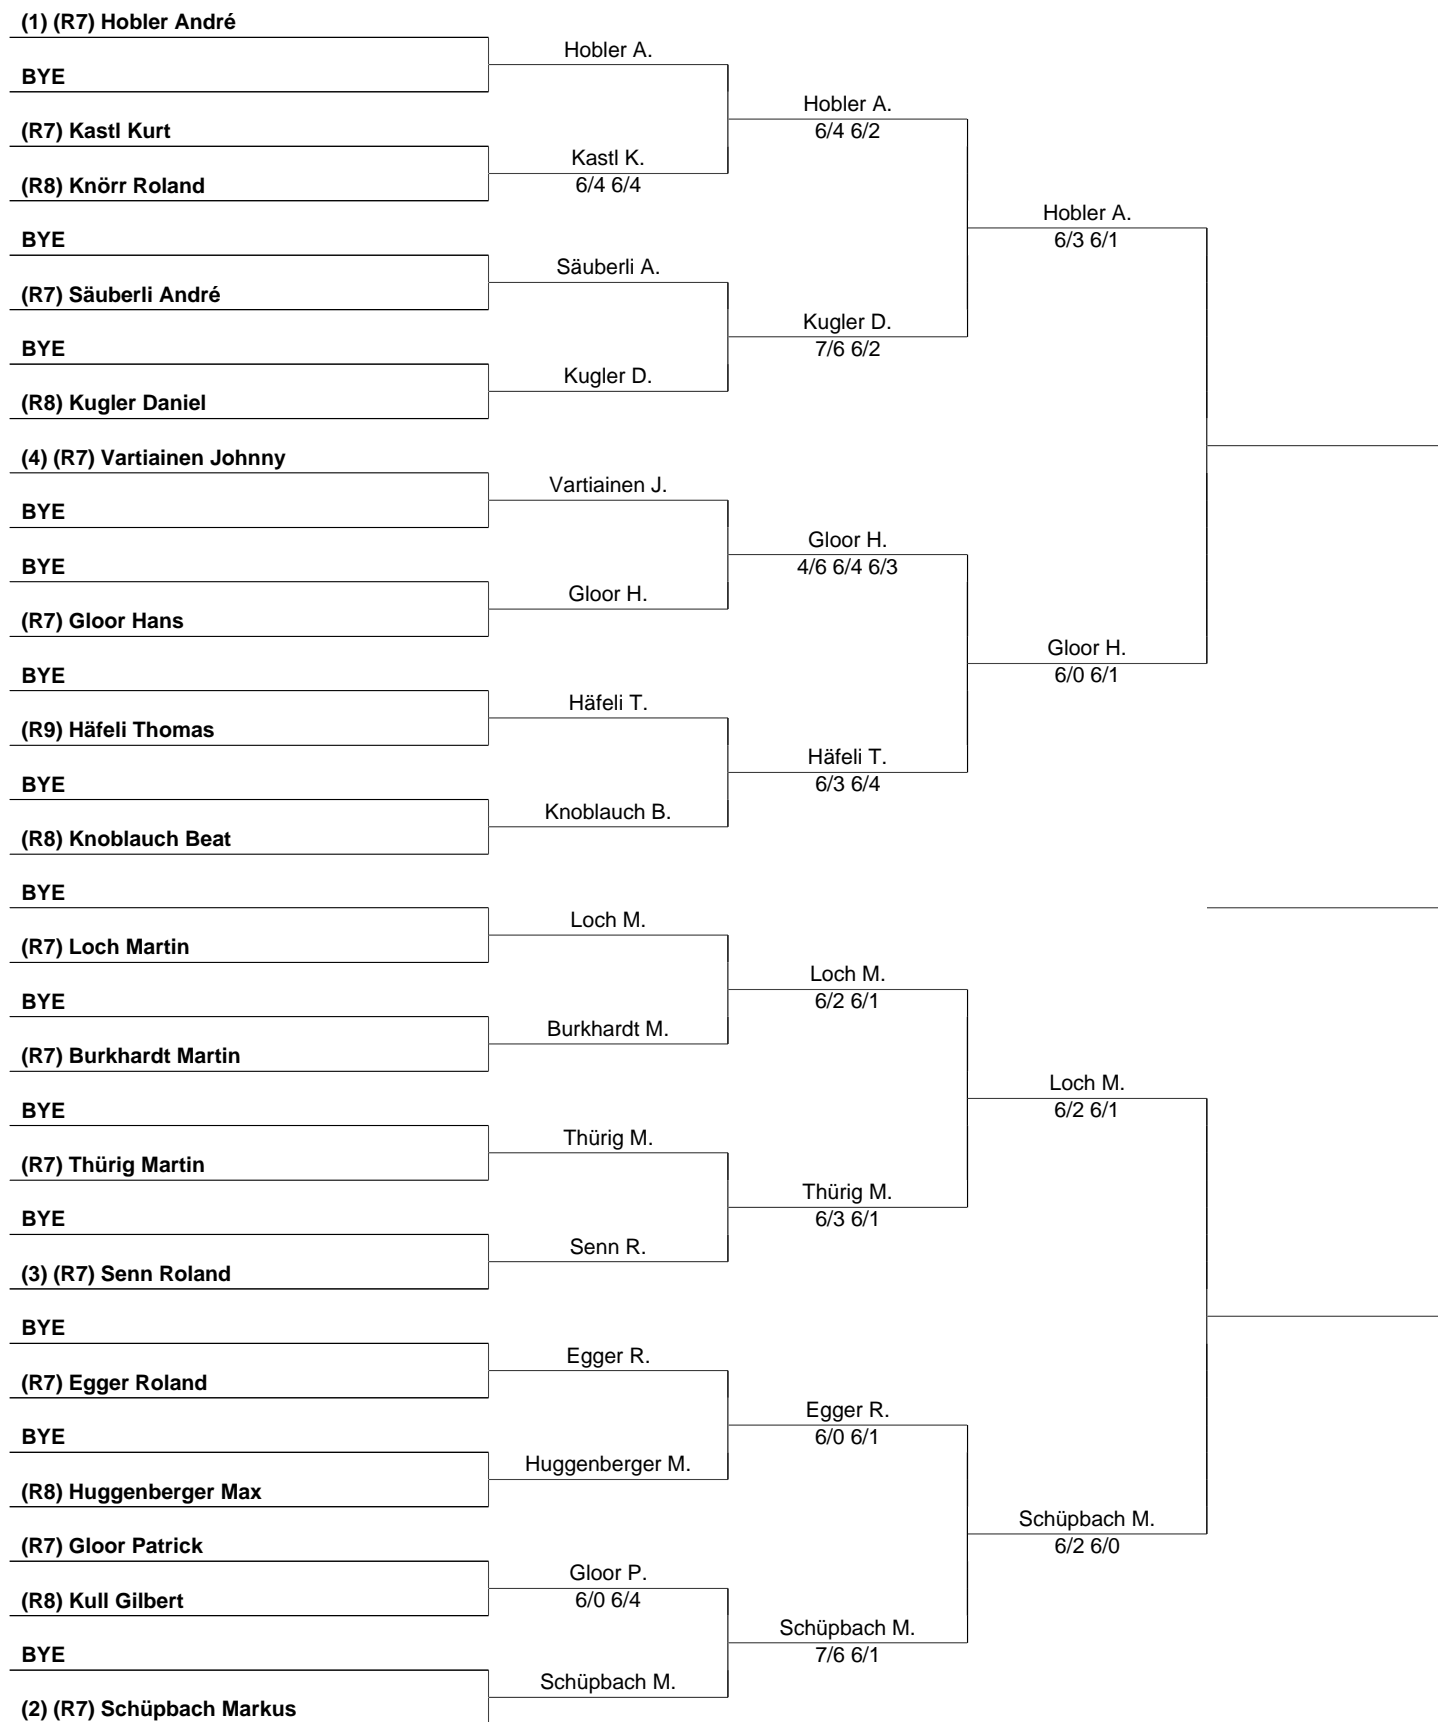 (1) (R7) Hobler André
BYE
(R7) Kastl Kurt
(R8) Knörr Roland
BYE
(R7) Säuberli André
BYE
(R8) Kugler Daniel
(4) (R7) Vartiainen Johnny
BYE
BYE
(R7) Gloor Hans
BYE
(R9) Häfeli Thomas
BYE
(R8) Knoblauch Beat
BYE
(R7) Loch Martin
BYE
(R7) Burkhardt Martin
BYE
(R7) Thürig Martin
BYE
(3) (R7) Senn Roland
BYE
(R7) Egger Roland
BYE
(R8) Huggenberger Max
(R7) Gloor Patrick
(R8) Kull Gilbert
BYE
(2) (R7) Schüpbach Markus
Hobler A.
Kastl K.
6/4 6/4
Säuberli A.
Kugler D.
Vartiainen J.
Gloor H.
Häfeli T.
Knoblauch B.
Loch M.
Burkhardt M.
Thürig M.
Senn R.
Egger R.
Huggenberger M.
Gloor P.
6/0 6/4
Schüpbach M.
Hobler A.
6/4 6/2
Kugler D.
7/6 6/2
Gloor H.
4/6 6/4 6/3
Häfeli T.
6/3 6/4
Loch M.
6/2 6/1
Thürig M.
6/3 6/1
Egger R.
6/0 6/1
Schüpbach M.
7/6 6/1
Hobler A.
6/3 6/1
Gloor H.
6/0 6/1
Loch M.
6/2 6/1
Schüpbach M.
6/2 6/0